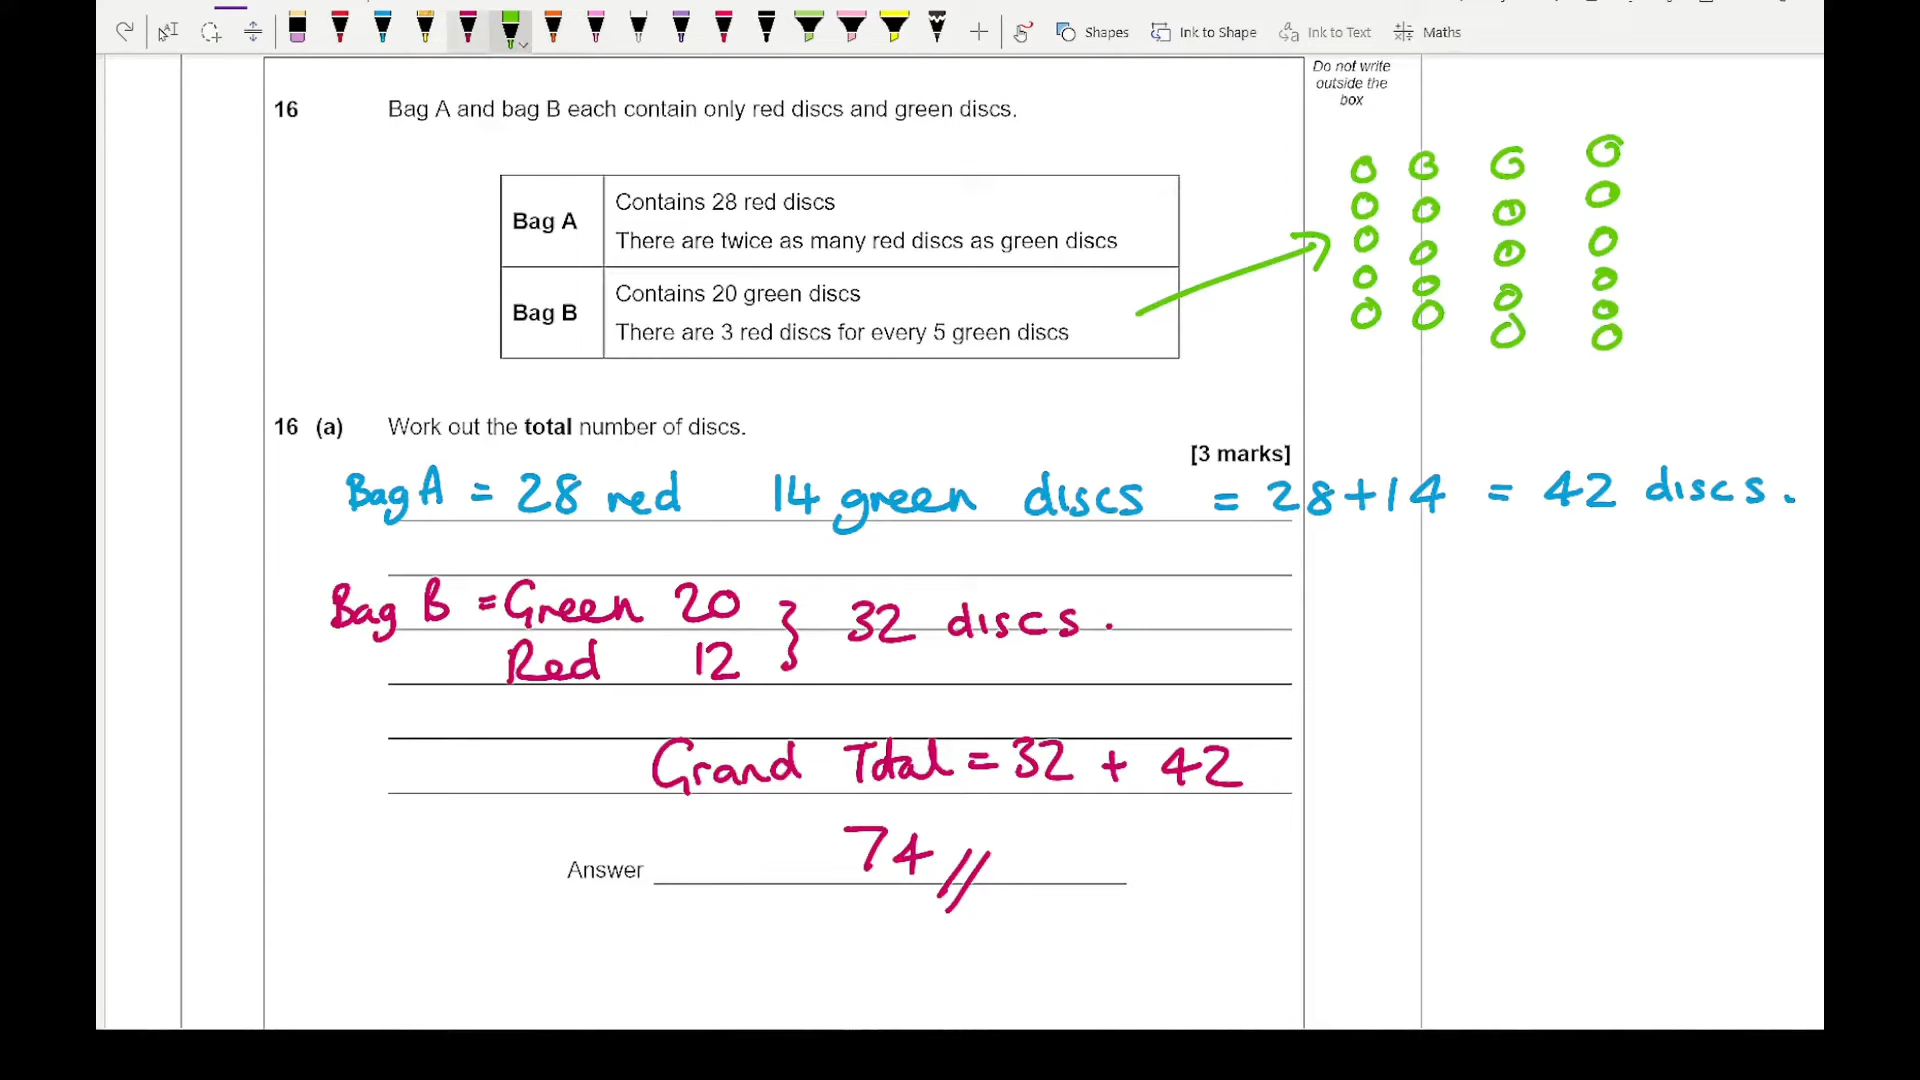 Shapes Ink to Shape Ink to Text Maths
Do not write
outside the
box
16 Bag A and bag B each contain only red discs and green discs.
Bag A
Contains 28 red discs
There are twice as many red discs as green discs
Bag B
Contains 20 green discs
There are 3 red discs for every 5 green discs
16 (a) Work out the total number of discs.
[3 marks]
Bag A = 28 red 14 green discs = 28+14 = 42 discs.
Bag B = Green 20 } 32 discs.
Red 12
Grand Total = 32 + 42
74//
Answer